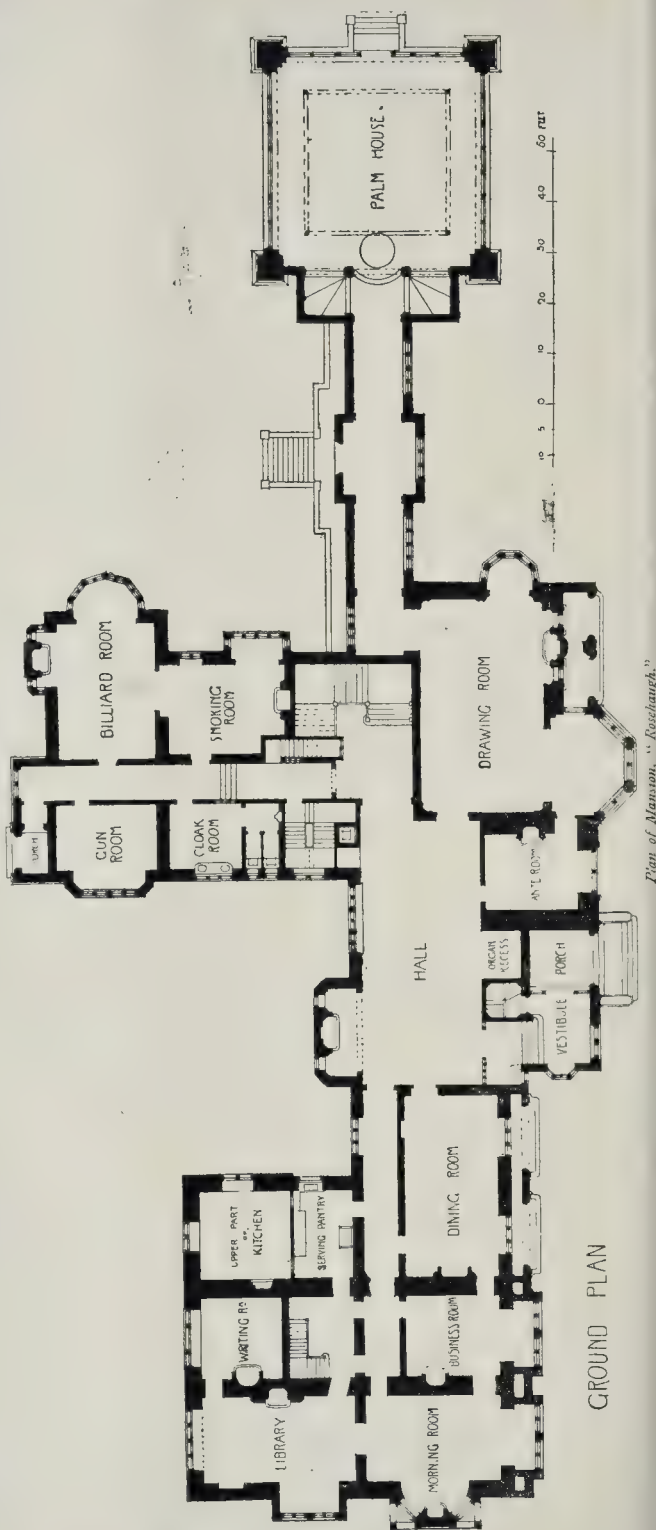 PALM HOUSE.
10 5 0 10 20 30 40 60 FEET
BILLIARD ROOM
SMOKING
ROOM
GUN
ROOM
CLOAK
ROOM
DRAWING ROOM
ANTE ROOM
HALL
ORGAN
RECESS
PORCH
VESTIBULE
UPPER PART
OF
KITCHEN
SERVING PANTRY
DINING ROOM
WAITING RM
BUSINESS ROOM
LIBRARY
MORNING ROOM
GROUND PLAN
Plan of Mansion, "Rosehaugh."